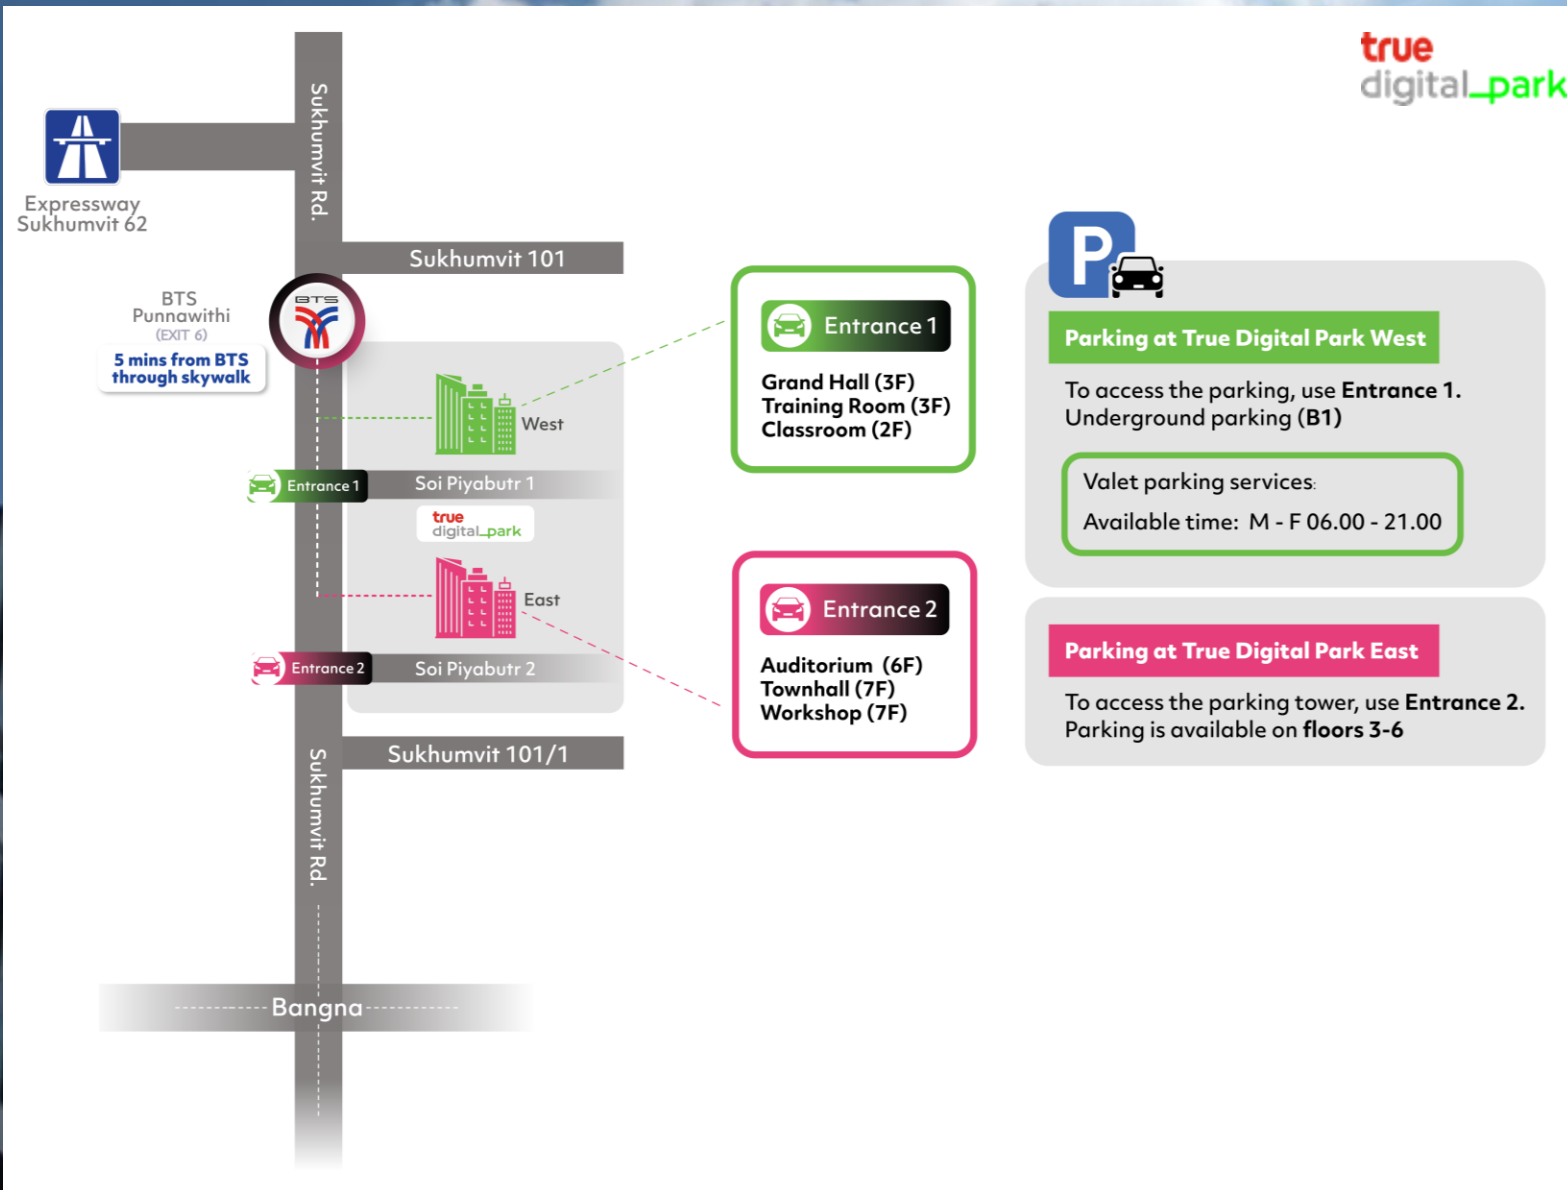 true
digital_park
Sukhumvit Rd.
Expressway
Sukhumvit 62
Sukhumvit 101
BTS
BTS
Punnawithi
(EXIT 6)
5 mins from BTS
through skywalk
West
Entrance 1
Soi Piyabutr 1
true
digital_park
East
Entrance 2
Soi Piyabutr 2
Sukhumvit 101/1
Sukhumvit Rd.
Bangna
Entrance 1
Grand Hall (3F)
Training Room (3F)
Classroom (2F)
Entrance 2
Auditorium (6F)
Townhall (7F)
Workshop (7F)
P
Parking at True Digital Park West
To access the parking, use Entrance 1.
Underground parking (B1)
Valet parking services:
Available time: M - F 06.00 - 21.00
Parking at True Digital Park East
To access the parking tower, use Entrance 2.
Parking is available on floors 3-6